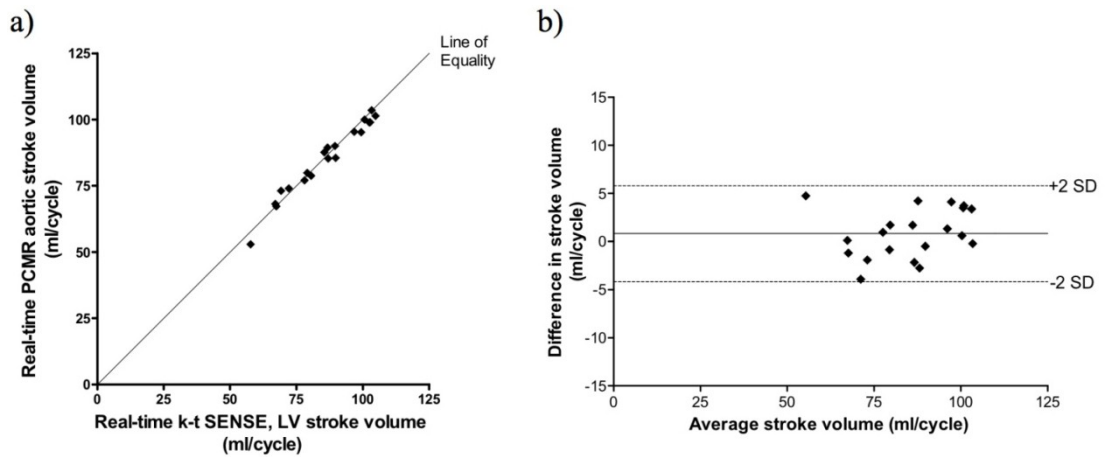 a)
Real-time PCMR aortic stroke volume
(ml/cycle)
125
100
75
50
25
0
0 25 50 75 100 125
Line of
Equality
Real-time k-t SENSE, LV stroke volume
(ml/cycle)
b)
Difference in stroke volume
(ml/cycle)
15
10
5
0
-5
-10
-15
+2 SD
-2 SD
0 25 50 75 100 125
Average stroke volume (ml/cycle)